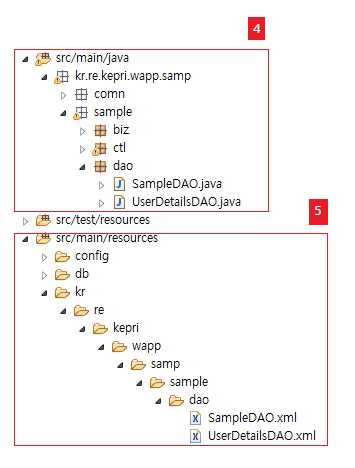 4
src/main/java
kr.re.kepri.wapp.samp
comn
sample
biz
ctl
dao
SampleDAO.java
UserDetailsDAO.java
5
src/test/resources
src/main/resources
config
db
kr
re
kepri
wapp
samp
sample
dao
SampleDAO.xml
UserDetailsDAO.xml